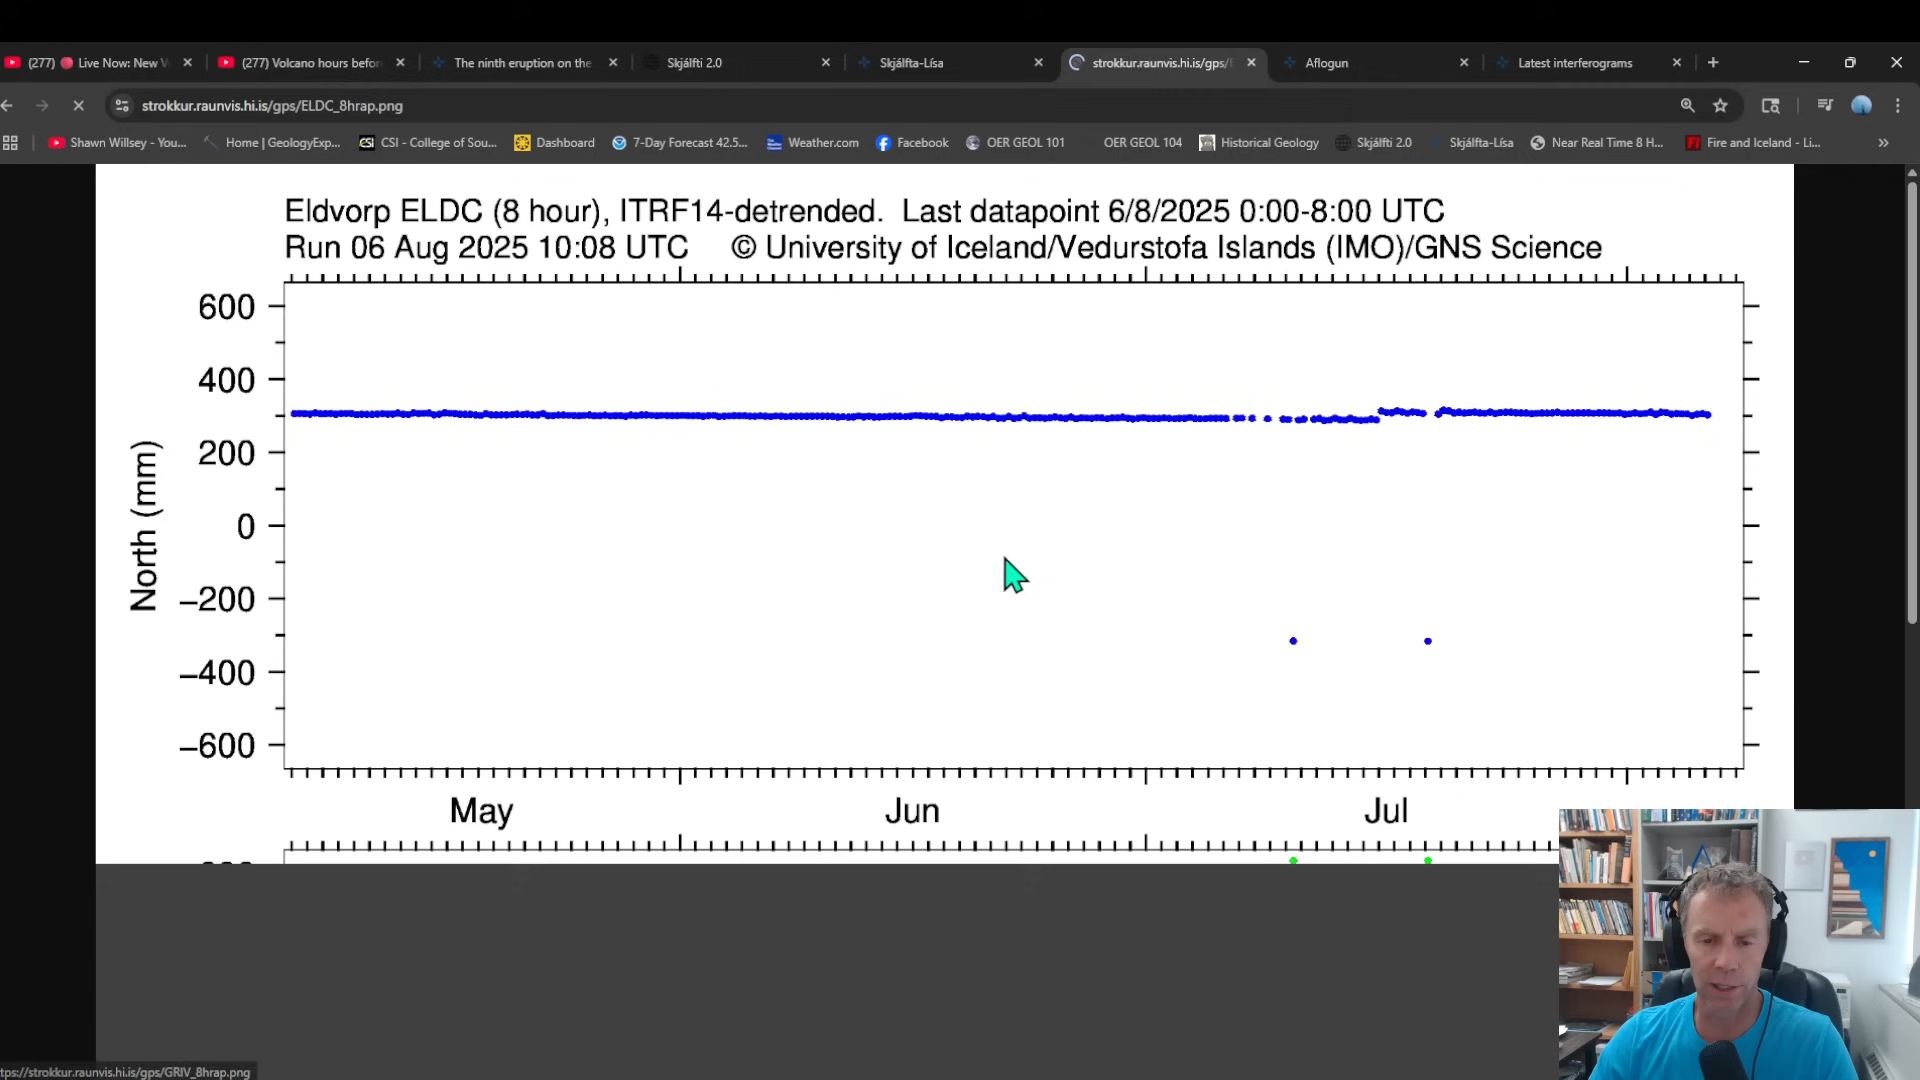 (277) 🔴 Live Now: New V
(277) Volcano hours befor
The ninth eruption on the
Skjálfti 2.0
Skjálfta-Lísa
strokkur.raunvis.hi.is/gps/
Aflogun
Latest interferograms
strokkur.raunvis.hi.is/gps/ELDC_8hrap.png
Shawn Willsey - You...
Home | GeologyExp...
CSI
CSI - College of Sou...
Dashboard
7-Day Forecast 42.5...
Weather.com
Facebook
OER GEOL 101
OER GEOL 104
Historical Geology
Skjálfti 2.0
Skjálfta-Lísa
Near Real Time 8 H...
Fire and Iceland - Li...
Eldvorp ELDC (8 hour), ITRF14-detrended. Last datapoint 6/8/2025 0:00-8:00 UTC
Run 06 Aug 2025 10:08 UTC © University of Iceland/Vedurstofa Islands (IMO)/GNS Science
600
400
200
0
−200
−400
−600
North (mm)
May
Jun
Jul
tps://strokkur.raunvis.hi.is/gps/GRIV_8hrap.png